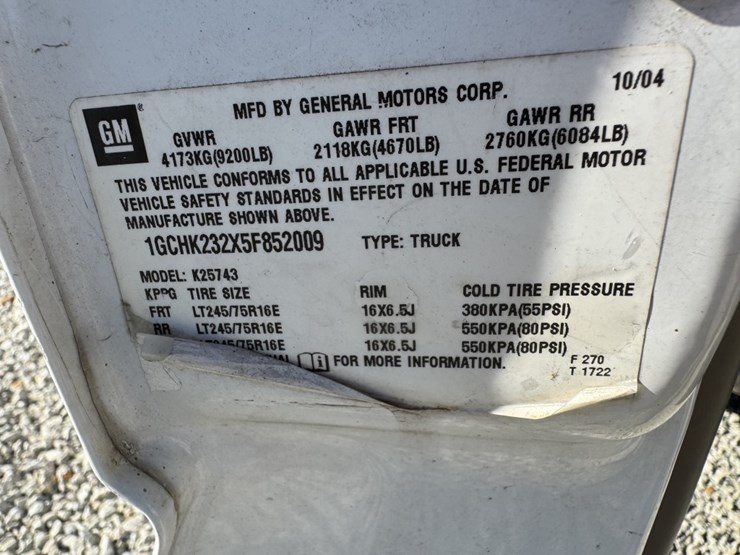 10/04
GM
MFD BY GENERAL MOTORS CORP.
GVWR GAWR FRT GAWR RR
4173KG(9200LB) 2118KG(4670LB) 2760KG(6084LB)
THIS VEHICLE CONFORMS TO ALL APPLICABLE U.S. FEDERAL MOTOR
VEHICLE SAFETY STANDARDS IN EFFECT ON THE DATE OF
MANUFACTURE SHOWN ABOVE.
1GCHK232X5F852009 TYPE: TRUCK
MODEL: K25743
KPPG TIRE SIZE RIM COLD TIRE PRESSURE
FRT LT245/75R16E 16X6.5J 380KPA(55PSI)
RR LT245/75R16E 16X6.5J 550KPA(80PSI)
LT245/75R16E 16X6.5J 550KPA(80PSI)
FOR MORE INFORMATION.
F 270
T 1722